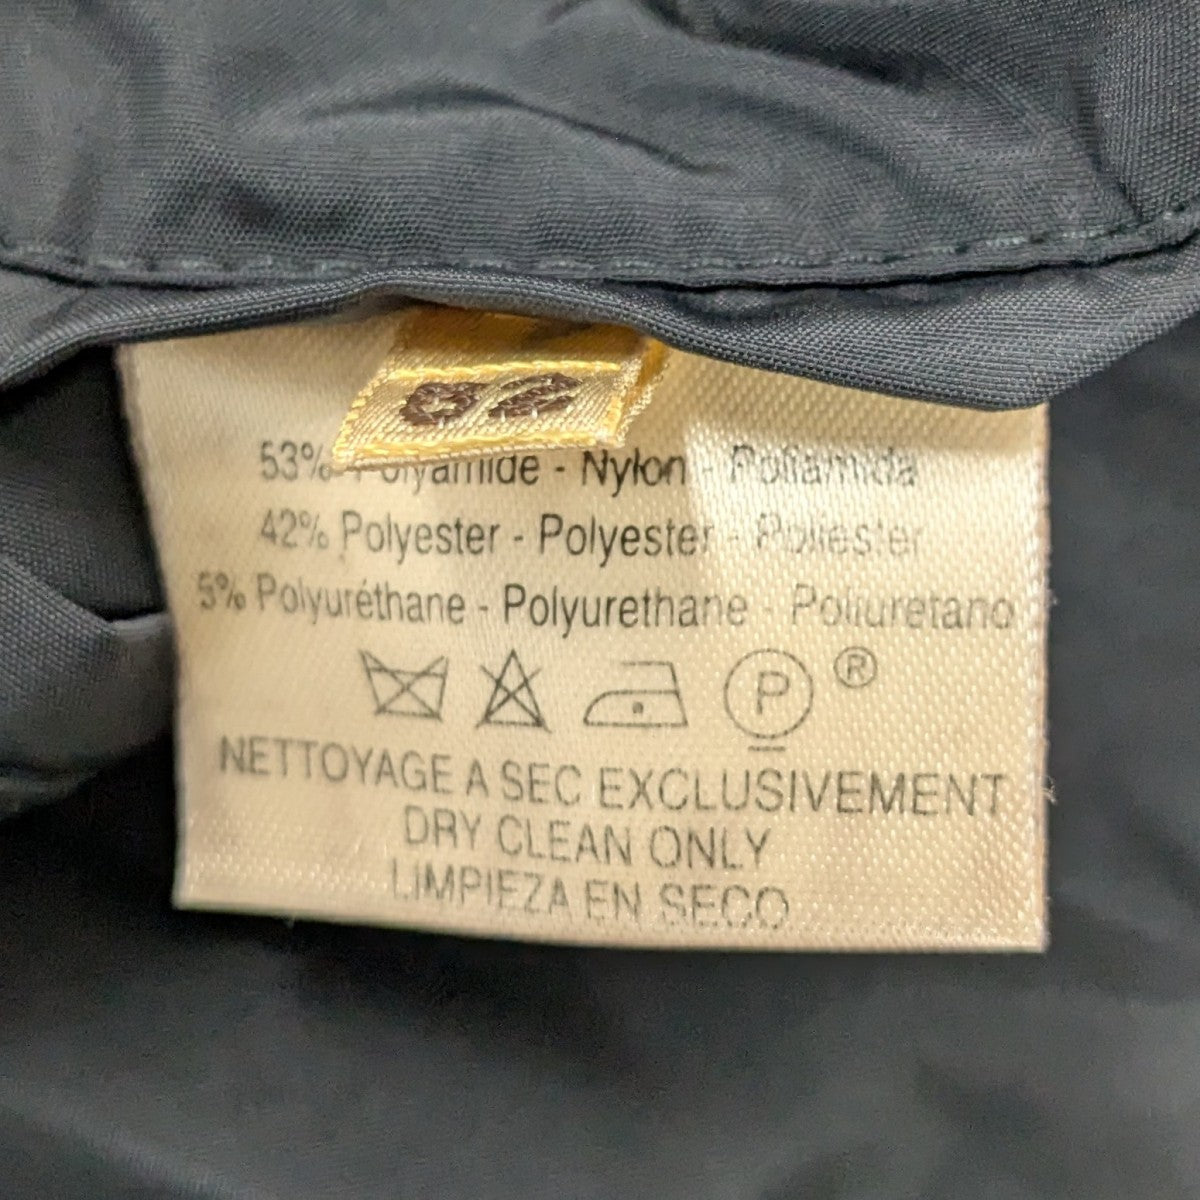 82
53% Polyamide - Nylon - Poliamida
42% Polyester - Polyester - Poliester
5% Polyuréthane - Polyurethane - Poliuretano
P ®
NETTOYAGE A SEC EXCLUSIVEMENT
DRY CLEAN ONLY
LIMPIEZA EN SECO